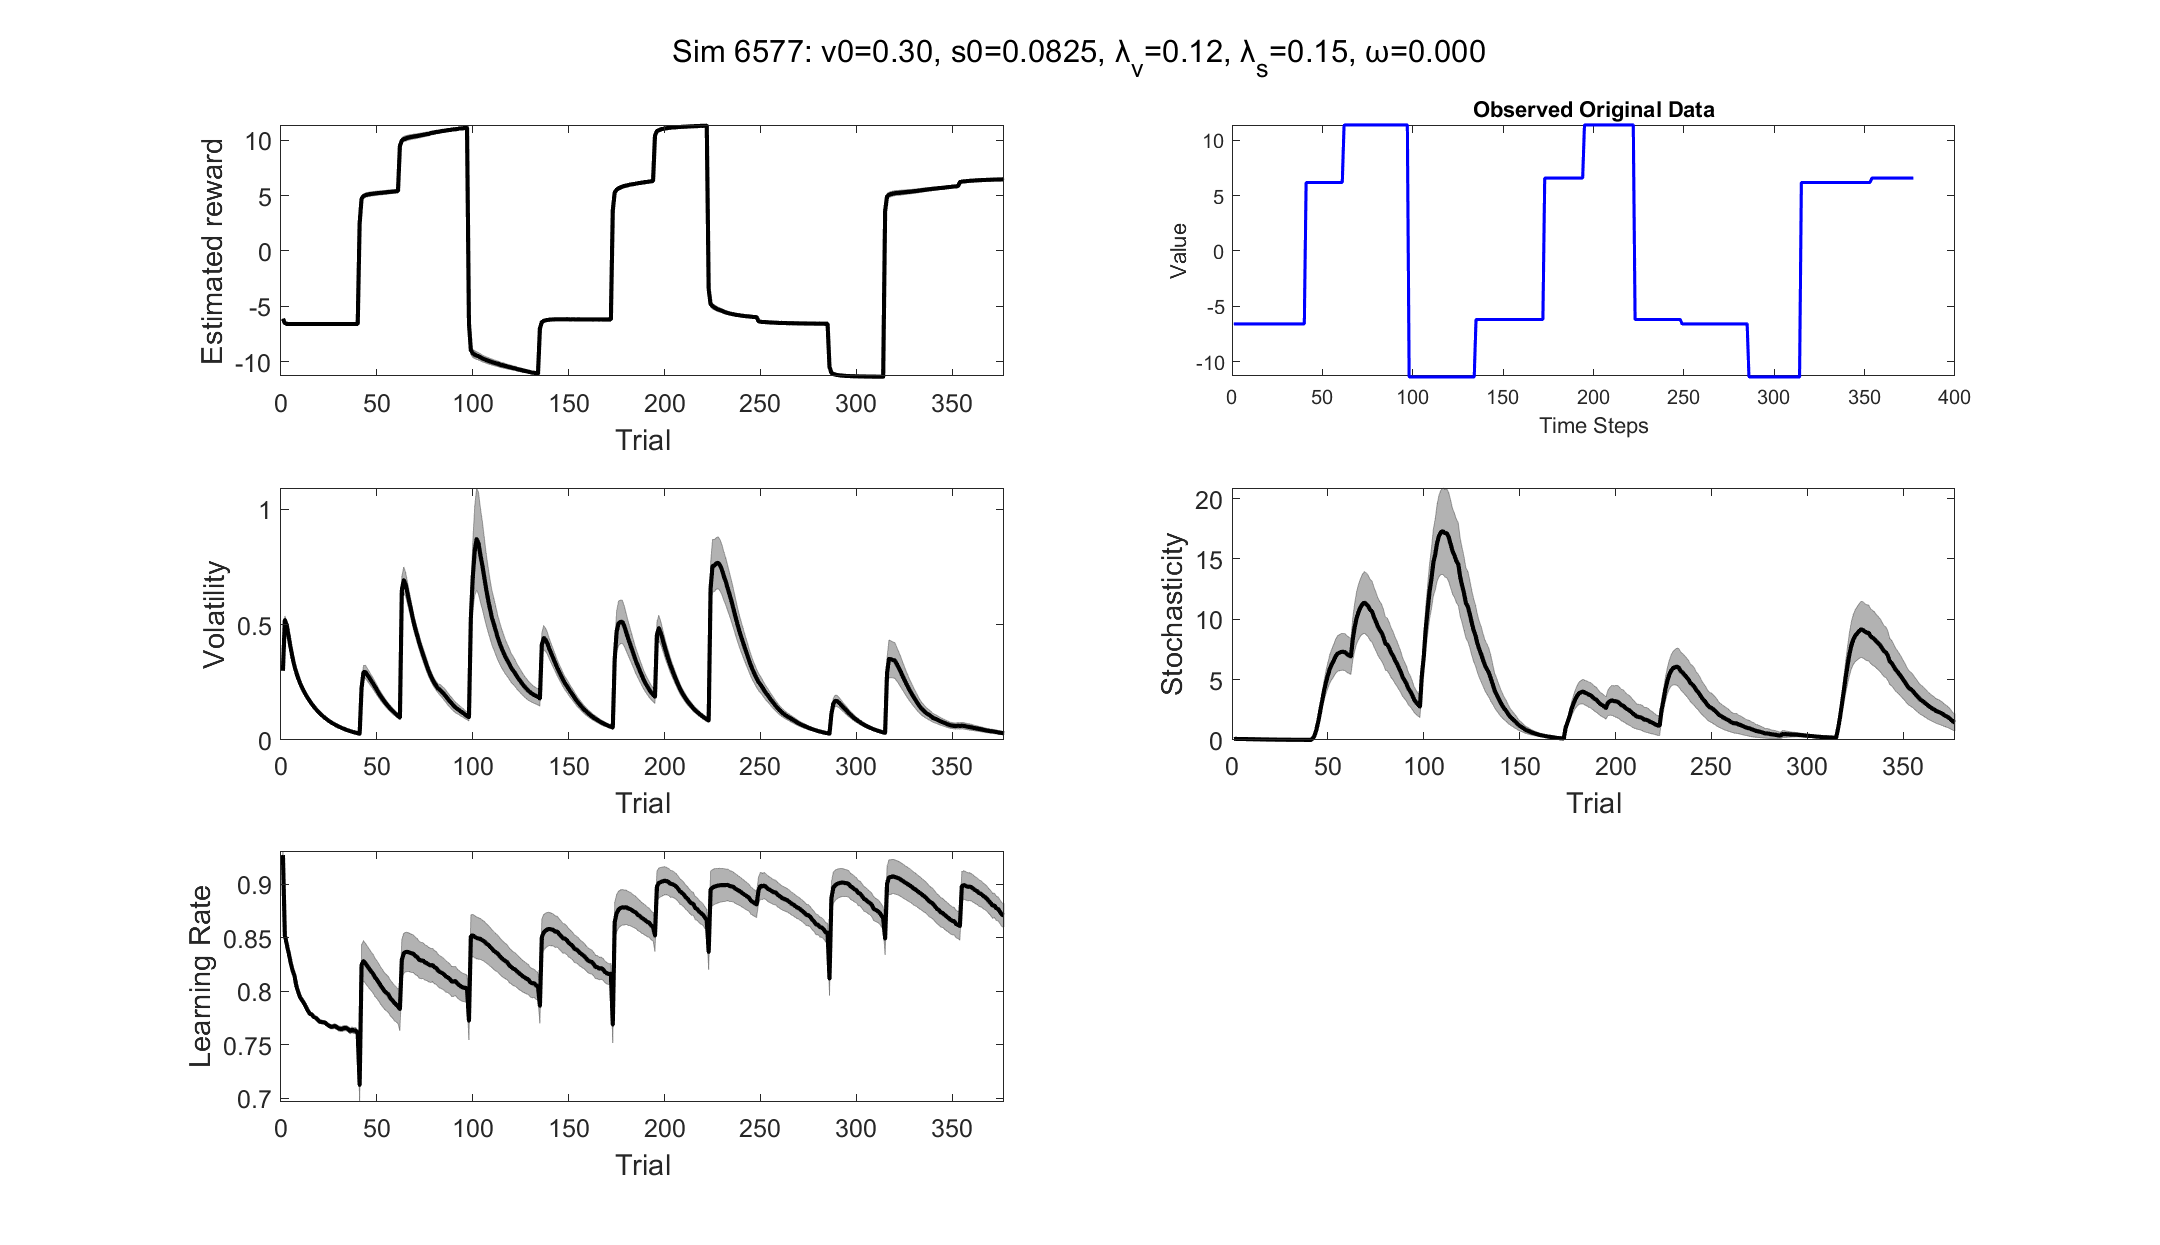 Sim 6577: v0=0.30, s0=0.0825, λv=0.12, λs=0.15, ω=0.000
Estimated reward
10
5
0
-5
-10
0 50 100 150 200 250 300 350
Trial
Observed Original Data
Value
10
5
0
-5
-10
0 50 100 150 200 250 300 350 400
Time Steps
Volatility
1
0.5
0
0 50 100 150 200 250 300 350
Trial
Stochasticity
20
15
10
5
0
0 50 100 150 200 250 300 350
Trial
Learning Rate
0.9
0.85
0.8
0.75
0.7
0 50 100 150 200 250 300 350
Trial